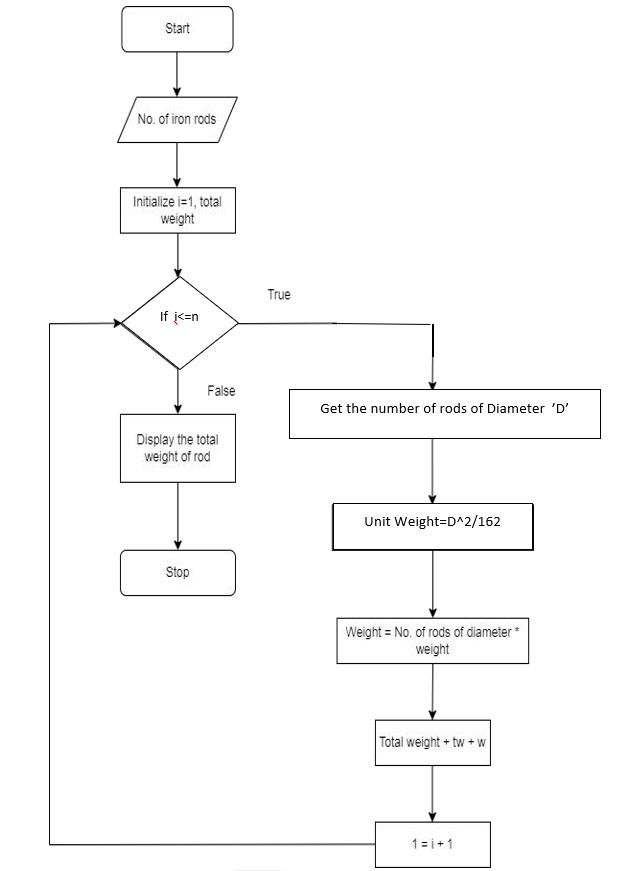 Start
No. of iron rods
Initialize i=1, total
weight
If i<=n
True
False
Get the number of rods of Diameter ’D’
Display the total
weight of rod
Unit Weight=D^2/162
Stop
Weight = No. of rods of diameter *
weight
Total weight + tw + w
1 = i + 1